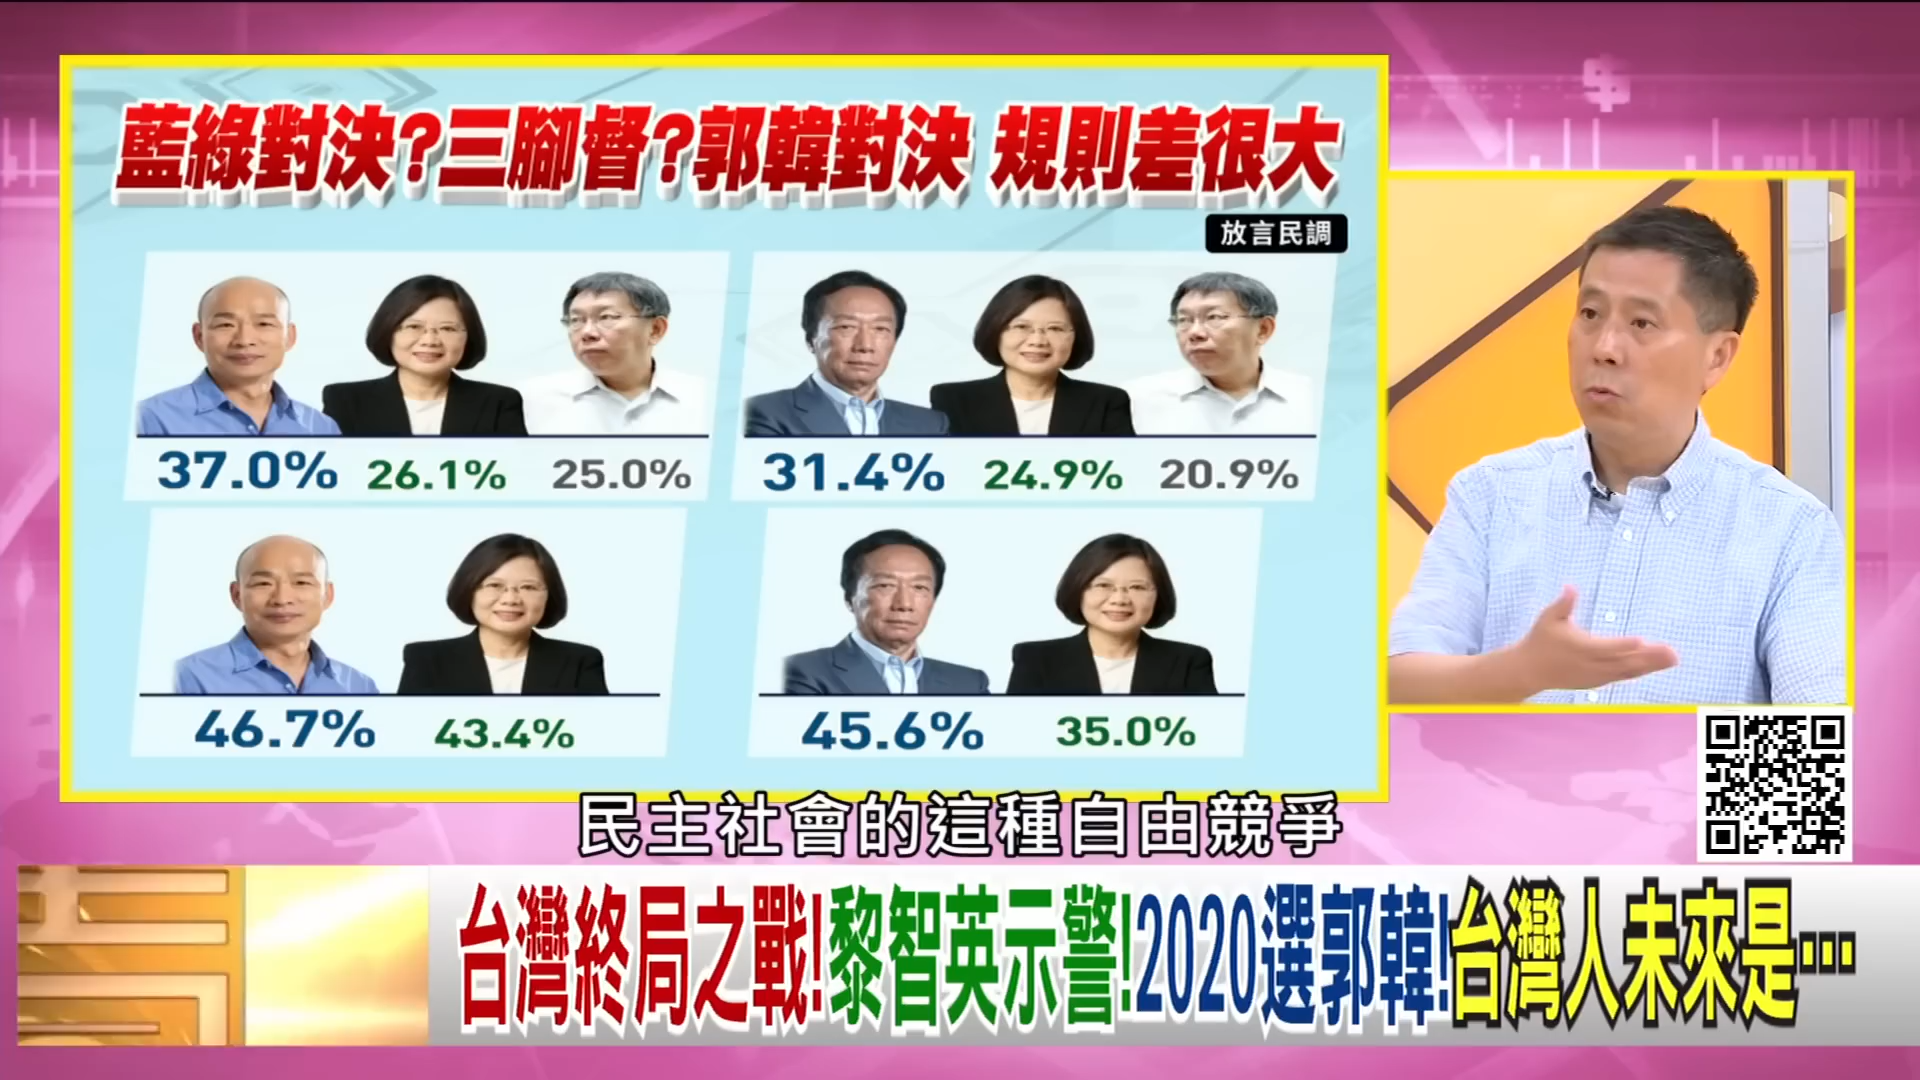 藍綠對決?三腳督?郭韓對決 規則差很大
放言民調
37.0% 26.1% 25.0%
31.4% 24.9% 20.9%
46.7% 43.4%
45.6% 35.0%
民主社會的這種自由競爭
台灣終局之戰!黎智英示警!2020選郭韓!台灣人未來是…